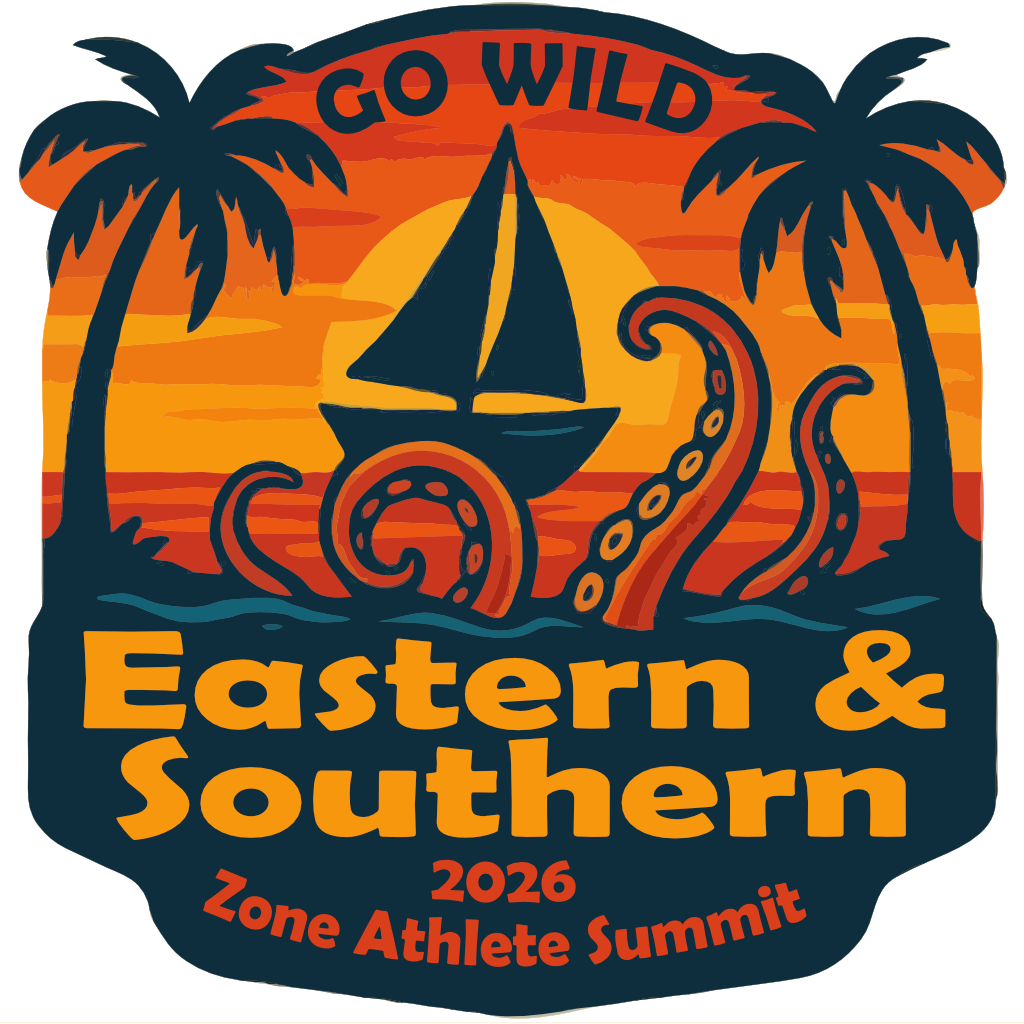 GO WILD
Eastern &
Southern
2026
Zone Athlete Summit